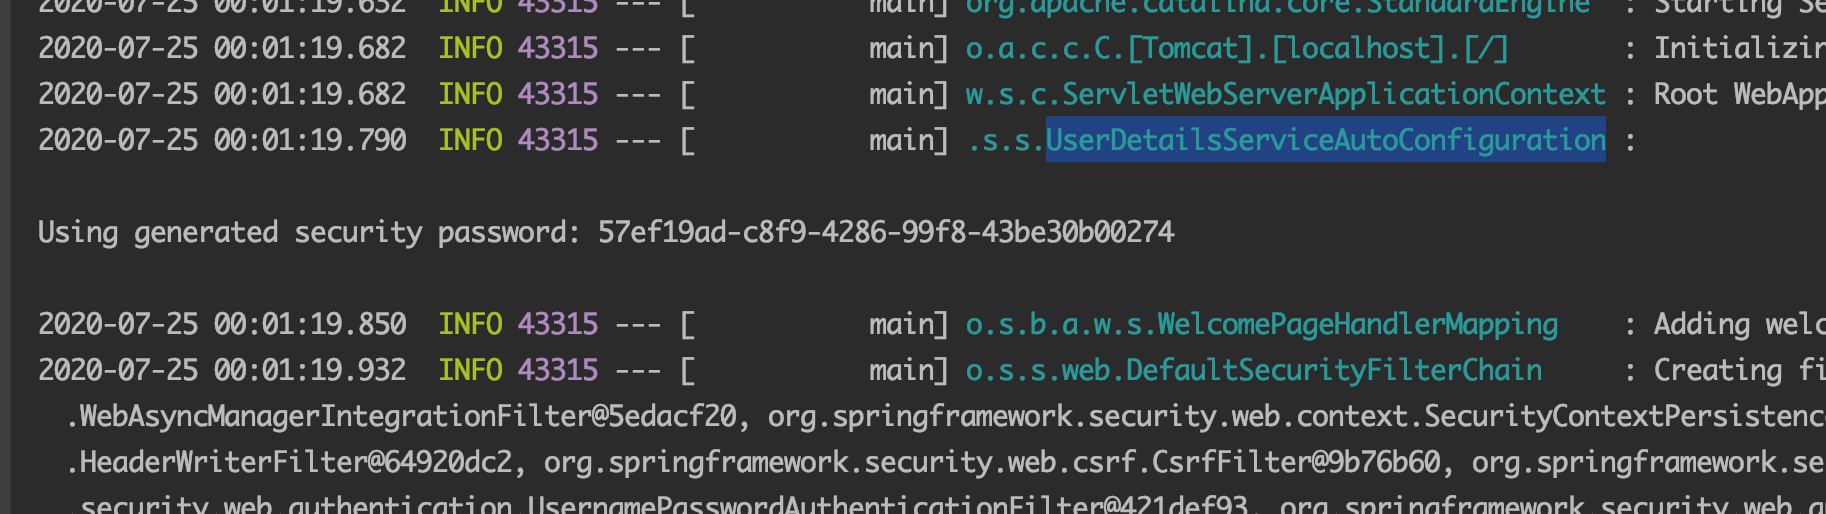 2020-07-25 00:01:19.632  INFO 43315 --- [           main] org.apache.catalina.core.StandardEngine  : Starting Se
2020-07-25 00:01:19.682  INFO 43315 --- [           main] o.a.c.c.C.[Tomcat].[localhost].[/]       : Initializin
2020-07-25 00:01:19.682  INFO 43315 --- [           main] w.s.c.ServletWebServerApplicationContext : Root WebApp
2020-07-25 00:01:19.790  INFO 43315 --- [           main] .s.s.UserDetailsServiceAutoConfiguration :
Using generated security password: 57ef19ad-c8f9-4286-99f8-43be30b00274
2020-07-25 00:01:19.850  INFO 43315 --- [           main] o.s.b.a.w.s.WelcomePageHandlerMapping    : Adding welc
2020-07-25 00:01:19.932  INFO 43315 --- [           main] o.s.s.web.DefaultSecurityFilterChain     : Creating fi
.WebAsyncManagerIntegrationFilter@5edacf20, org.springframework.security.web.context.SecurityContextPersistenc
.HeaderWriterFilter@64920dc2, org.springframework.security.web.csrf.CsrfFilter@9b76b60, org.springframework.se
.security.web.authentication.UsernamePasswordAuthenticationFilter@421def93, org.springframework.security.web.a